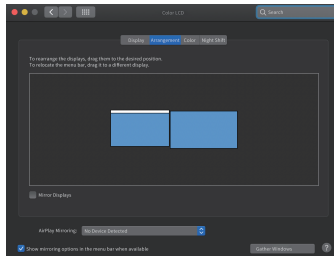 Color LCD
Search
Display Arrangement Color Night Shift
To rearrange the displays, drag them to the desired position.
To relocate the menu bar, drag it to a different display.
Mirror Displays
AirPlay Mirroring: No Device Detected
Show mirroring options in the menu bar when available
Gather Windows
?